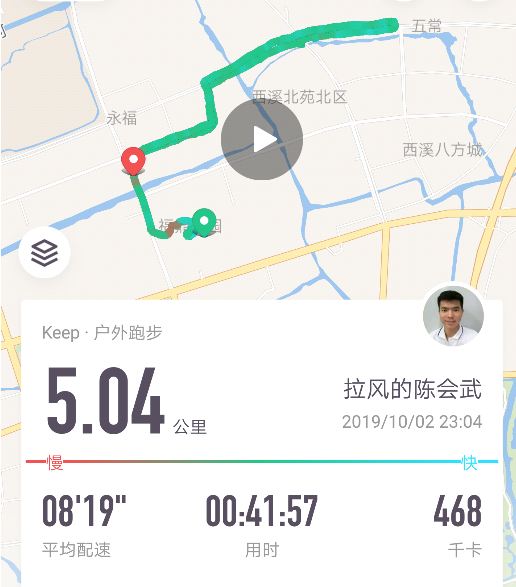 五常
西溪北苑北区
永福
西溪八方城
Keep · 户外跑步
5.04 公里
拉风的陈会武
2019/10/02 23:04
慢
快
08'19"
00:41:57
468
平均配速
用时
千卡